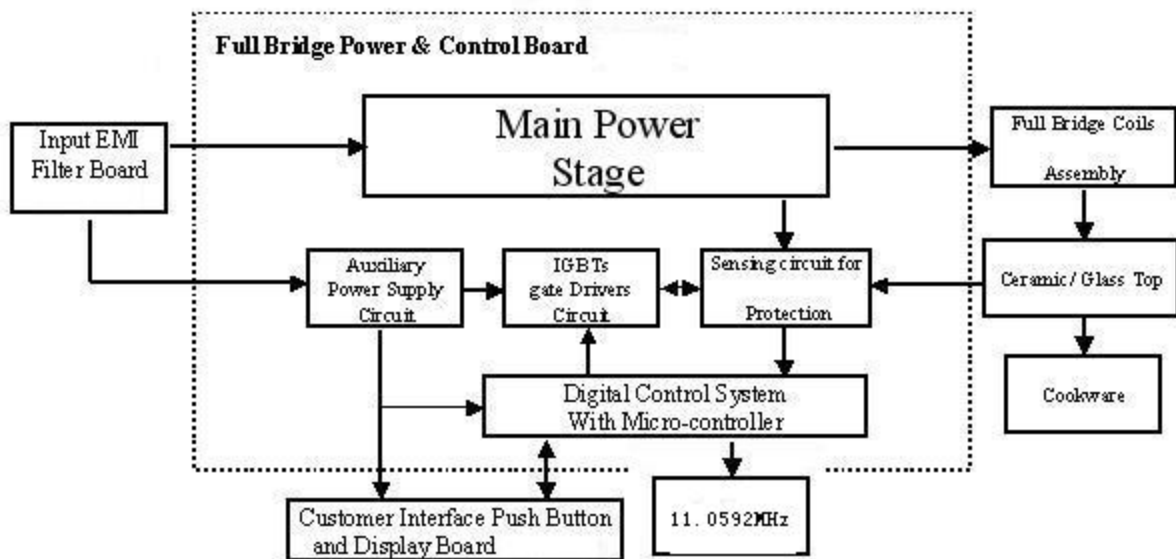 Full Bridge Power & Control Board
Input EMI
Filter Board
Main Power
Stage
Full Bridge Coils
Assembly
Auxiliary
Power Supply
Circuit
IGBTs
gate Drivers
Circuit
Sensing circuit for
Protection
Ceramic / Glass Top
Digital Control System
With Micro-controller
Cookware
Customer Interface Push Button
and Display Board
11.0592MHz